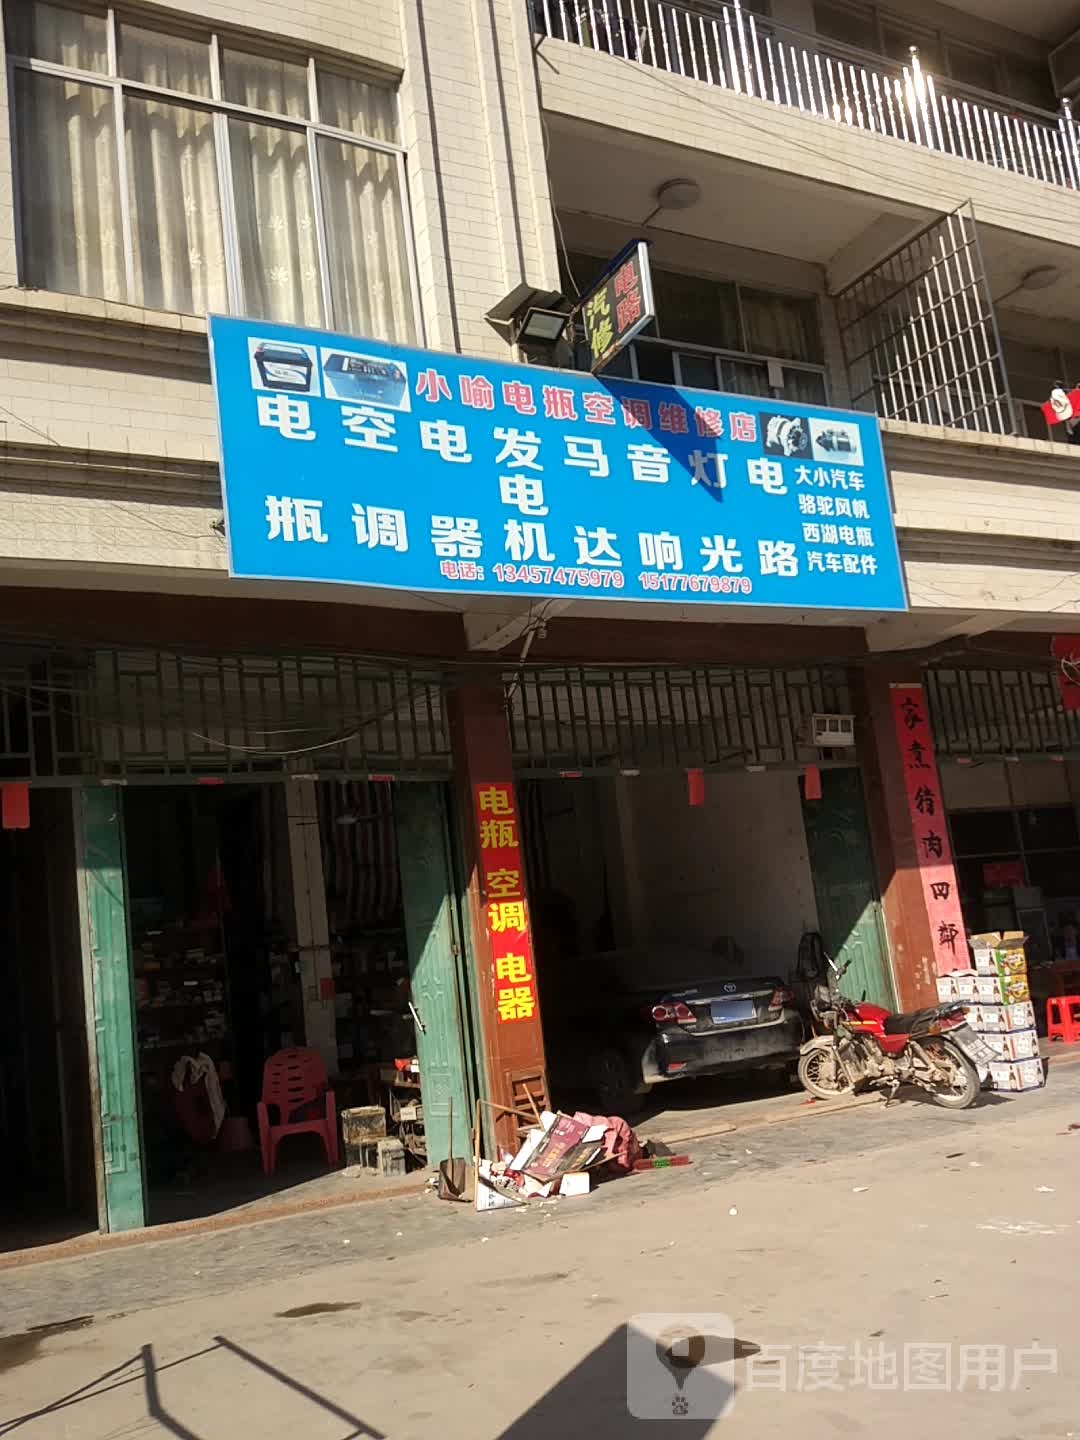 汽修
电路
小喻电瓶空调维修店
电空电发马音灯电
电
瓶调器机达响光路
大小汽车
骆驼风帆
西湖电瓶
汽车配件
电话：13457475979 15177679879
电瓶 空调 电器
百度地图用户